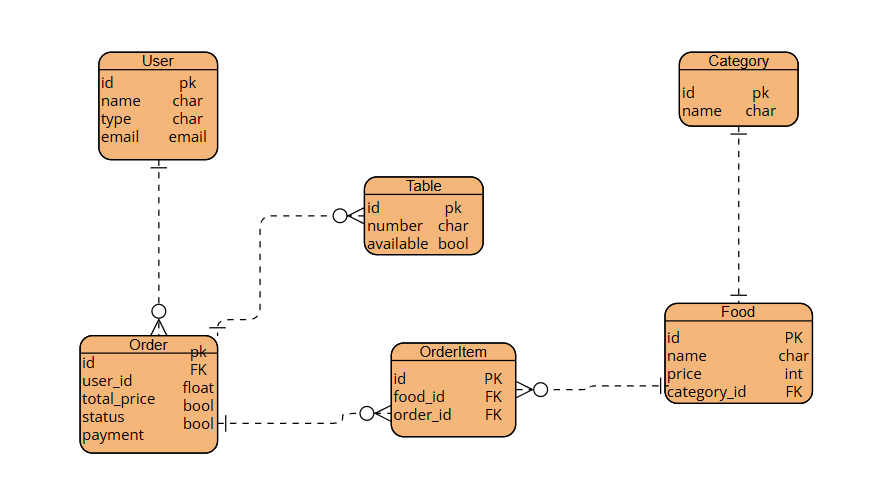 User
id pk
name char
type char
email email
Category
id pk
name char
Table
id pk
number char
available bool
Food
id PK
name char
price int
category_id FK
Order
id pk
user_id FK
total_price float
status bool
payment bool
OrderItem
id PK
food_id FK
order_id FK